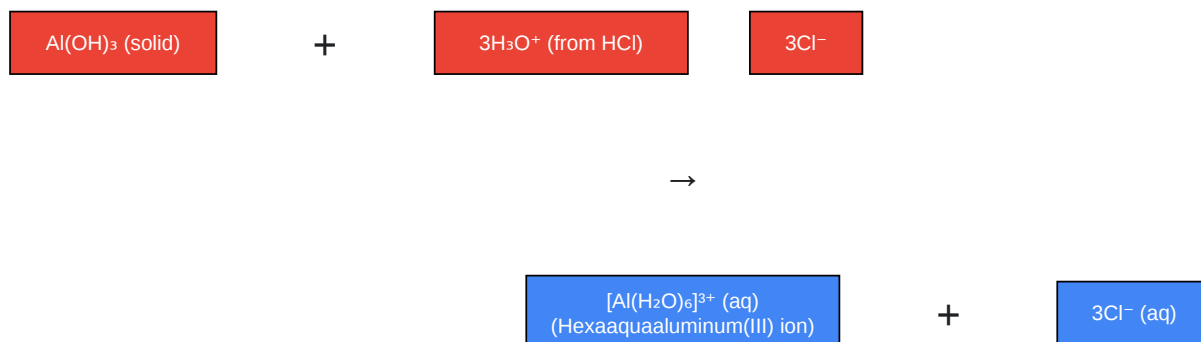 Al(OH)₃ (solid) + 3H₃O⁺ (from HCl) 3Cl⁻
→
[Al(H₂O)₆]³⁺ (aq)
(Hexaaquaaluminum(III) ion) + 3Cl⁻ (aq)